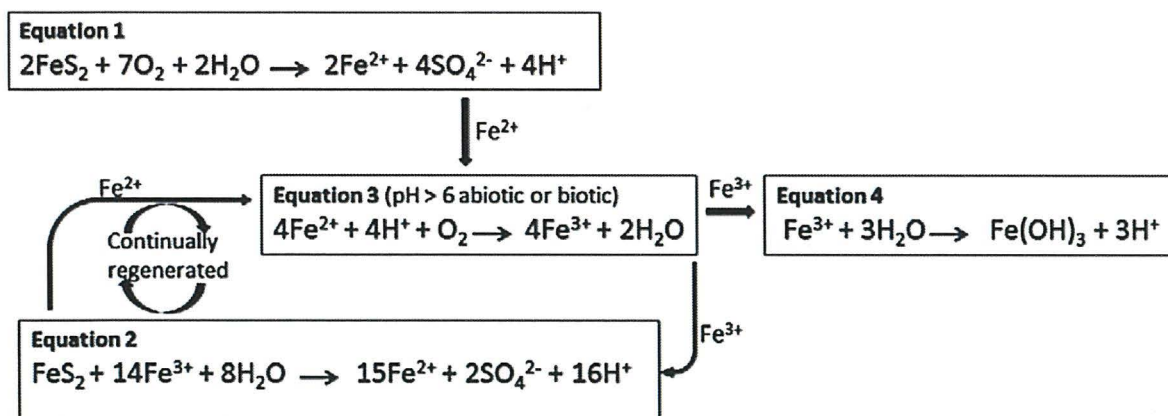 Equation 1
2FeS₂ + 7O₂ + 2H₂O → 2Fe²⁺ + 4SO₄²⁻ + 4H⁺
Fe²⁺
Fe²⁺
Equation 3 (pH > 6 abiotic or biotic)
4Fe²⁺ + 4H⁺ + O₂ → 4Fe³⁺ + 2H₂O
Fe³⁺
Equation 4
Fe³⁺ + 3H₂O → Fe(OH)₃ + 3H⁺
Continually
regenerated
Fe³⁺
Equation 2
FeS₂ + 14Fe³⁺ + 8H₂O → 15Fe²⁺ + 2SO₄²⁻ + 16H⁺